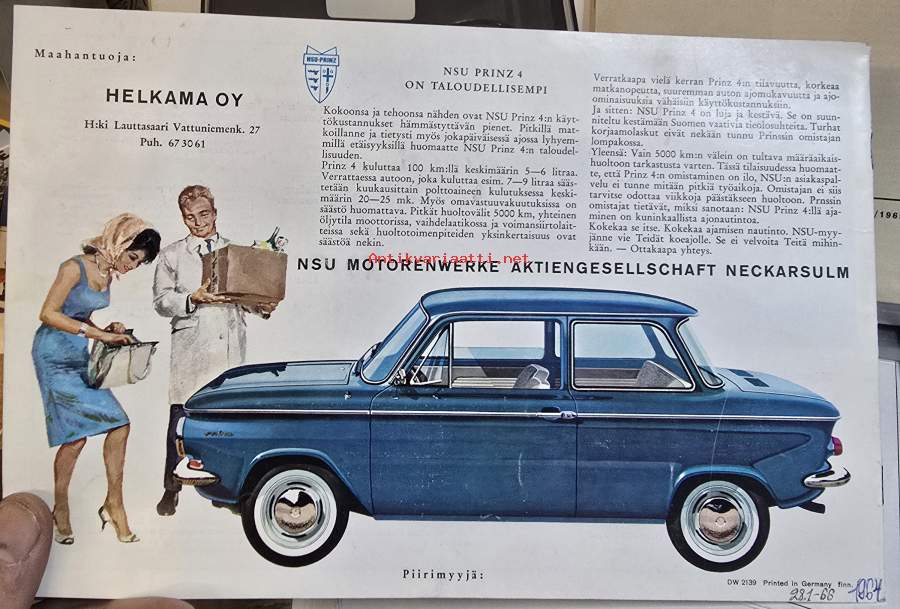 Maahantuoja:
HELKAMA OY
H:ki Lauttasaari Vattuniemenk. 27
Puh. 673061
NSU-PRINZ
NSU PRINZ 4
ON TALOUDELLISEMPI
Kokoonsa ja tehoonsa nähden ovat NSU Prinz 4:n käyt-
tökustannukset hämmästyttävän pienet. Pitkillä mat-
koillanne ja tietysti myös jokapäiväisessä ajossa lyhyem-
millä etäisyyksillä huomaatte NSU Prinz 4:n taloudel-
lisuuden.
Prinz 4 kuluttaa 100 km:llä keskimäärin 5—6 litraa.
Verrattaessa autoon, joka kuluttaa esim. 7—9 litraa sääs-
tetään kuukausittain polttoaineen kulutuksessa keski-
määrin 20—25 mk. Myös omavastuuvakuutuksissa on
säästö huomattava. Pitkät huoltovälit 5000 km, yhteinen
öljytila moottorissa, vaihdelaatikossa ja voimansiirtolait-
teissa sekä huoltotoimenpiteiden yksinkertaisuus ovat
säästöä nekin.
Verratkaapa vielä kerran Prinz 4:n tilavuutta, korkeaa
matkanopeutta, suuremman auton ajomukavuutta ja ajo-
ominaisuuksia vähäisiin käyttökustannuksiin.
Ja sitten: NSU Prinz 4 on luja ja kestävä. Se on suun-
niteltu kestämään Suomen vaativia tieolosuhteita. Turhat
korjaamolaskut eivät nekään tunnu Prinssin omistajan
lompakossa.
Yleensä: Vain 5000 km:n välein on tultava määräaikais-
huoltoon tarkastusta varten. Tässä tilaisuudessa huomaat-
te, että Prinz 4:n omistaminen on ilo, NSU:n asiakaspal-
velu ei tunne mitään pitkiä työaikoja. Omistajan ei siis
tarvitse odottaa viikkoja päästäkseen huoltoon. Prnssin
omistajat tietävät, miksi sanotaan: NSU Prinz 4:llä aja-
minen on kuninkaallista ajonautintoa.
Kokekaa se itse. Kokekaa ajamisen nautinto. NSU-myy-
jänne vie Teidät koeajolle. Se ei velvoita Teitä mihin-
kään. — Ottakaapa yhteys.
Antikvariaatti.net
NSU MOTORENWERKE AKTIENGESELLSCHAFT NECKARSULM
Piirimyyjä:
DW 2139 Printed in Germany finn.
28.1-66 1964